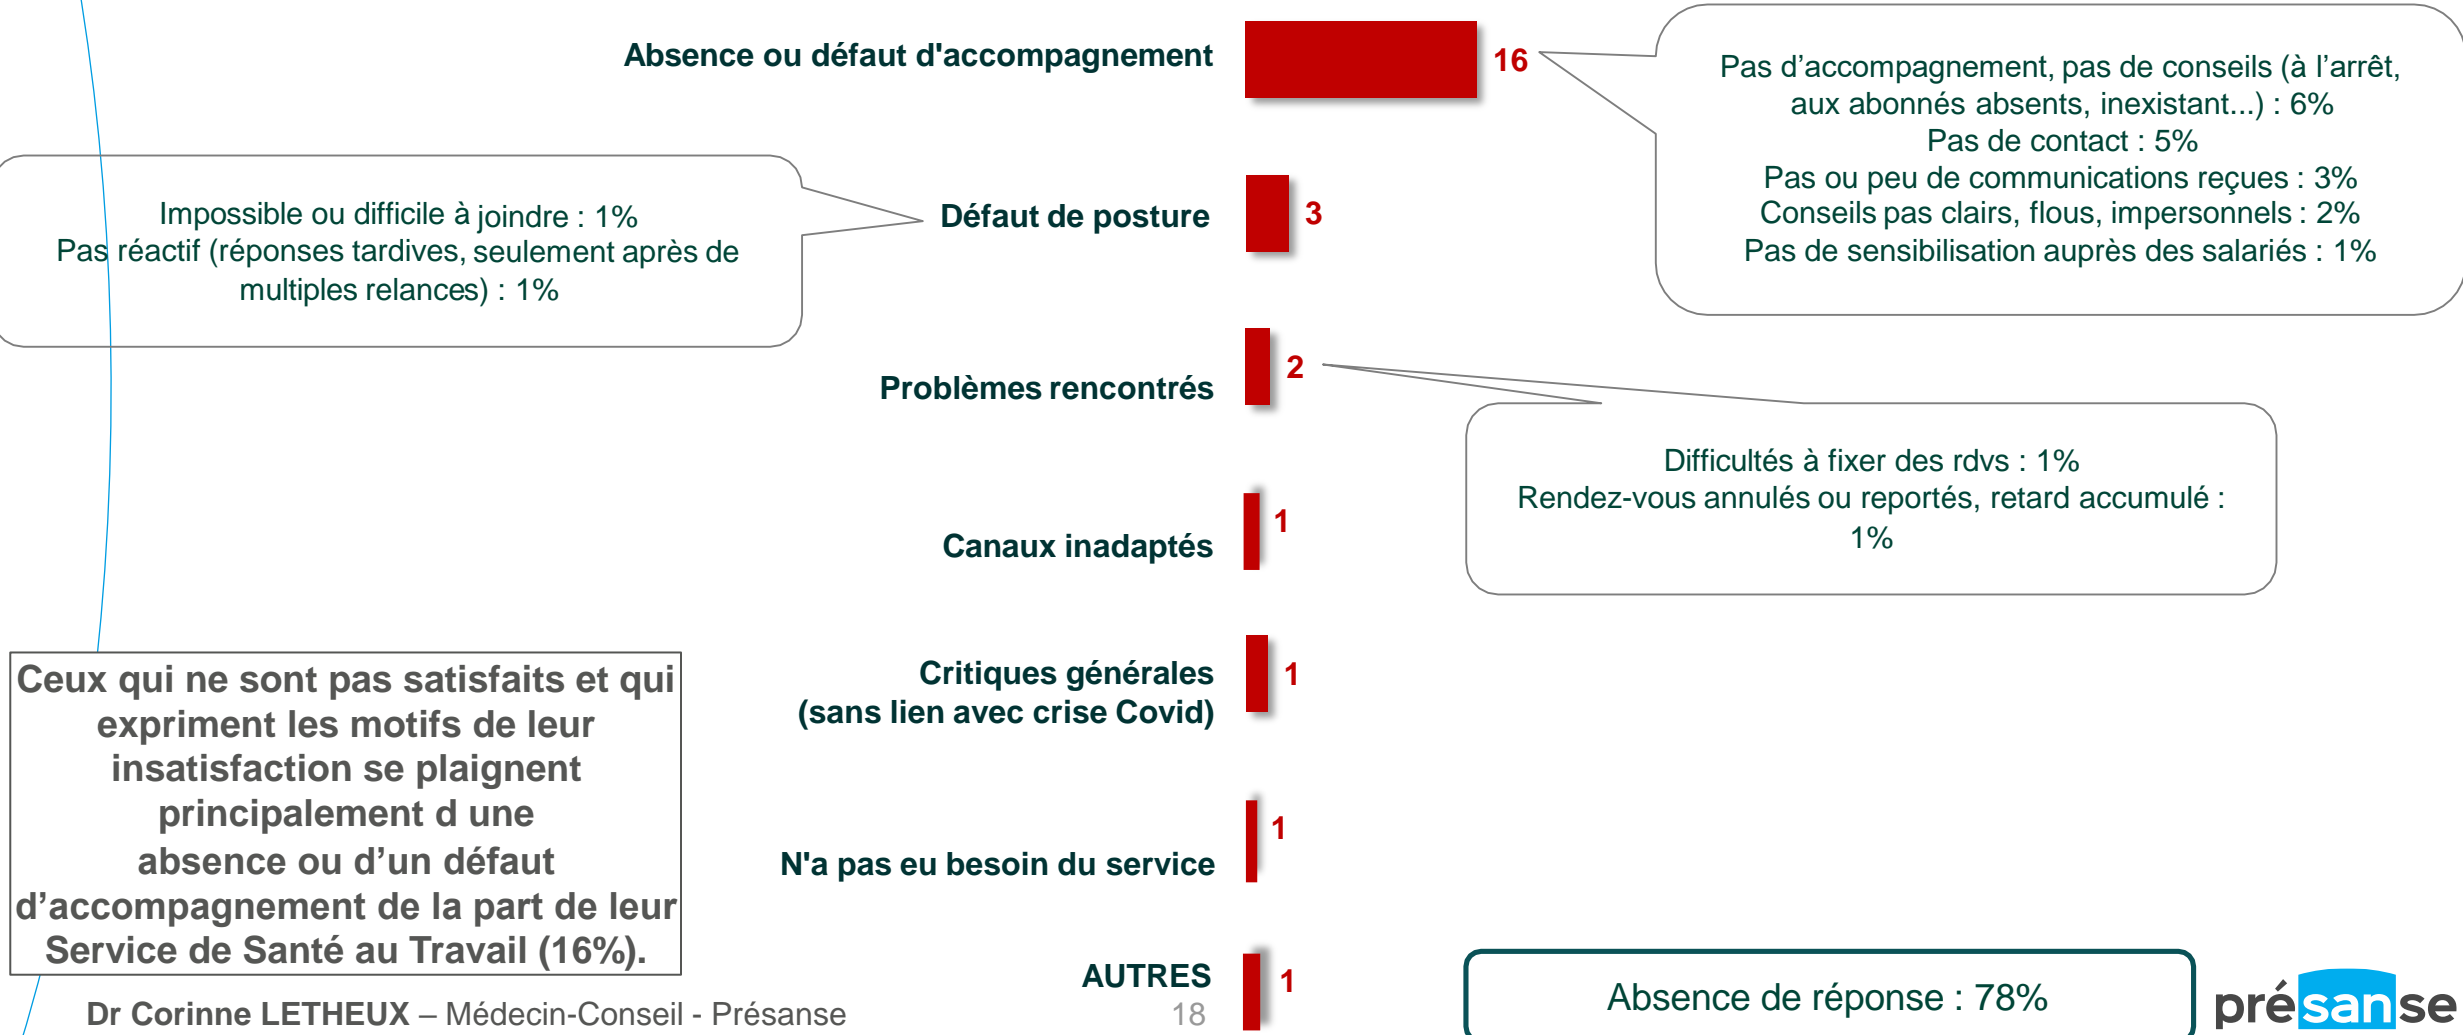 Absence ou défaut d'accompagnement
16
Pas d’accompagnement, pas de conseils (à l’arrêt,
aux abonnés absents, inexistant...) : 6%
Pas de contact : 5%
Pas ou peu de communications reçues : 3%
Conseils pas clairs, flous, impersonnels : 2%
Pas de sensibilisation auprès des salariés : 1%
Impossible ou difficile à joindre : 1%
Pas réactif (réponses tardives, seulement après de
multiples relances) : 1%
Défaut de posture
3
Problèmes rencontrés
2
Difficultés à fixer des rdvs : 1%
Rendez-vous annulés ou reportés, retard accumulé :
1%
Canaux inadaptés
1
Critiques générales
(sans lien avec crise Covid)
1
N'a pas eu besoin du service
1
Ceux qui ne sont pas satisfaits et qui
expriment les motifs de leur
insatisfaction se plaignent
principalement d une
absence ou d’un défaut
d’accompagnement de la part de leur
Service de Santé au Travail (16%).
AUTRES
1
Absence de réponse : 78%
Dr Corinne LETHEUX – Médecin-Conseil - Présanse
18
présanse